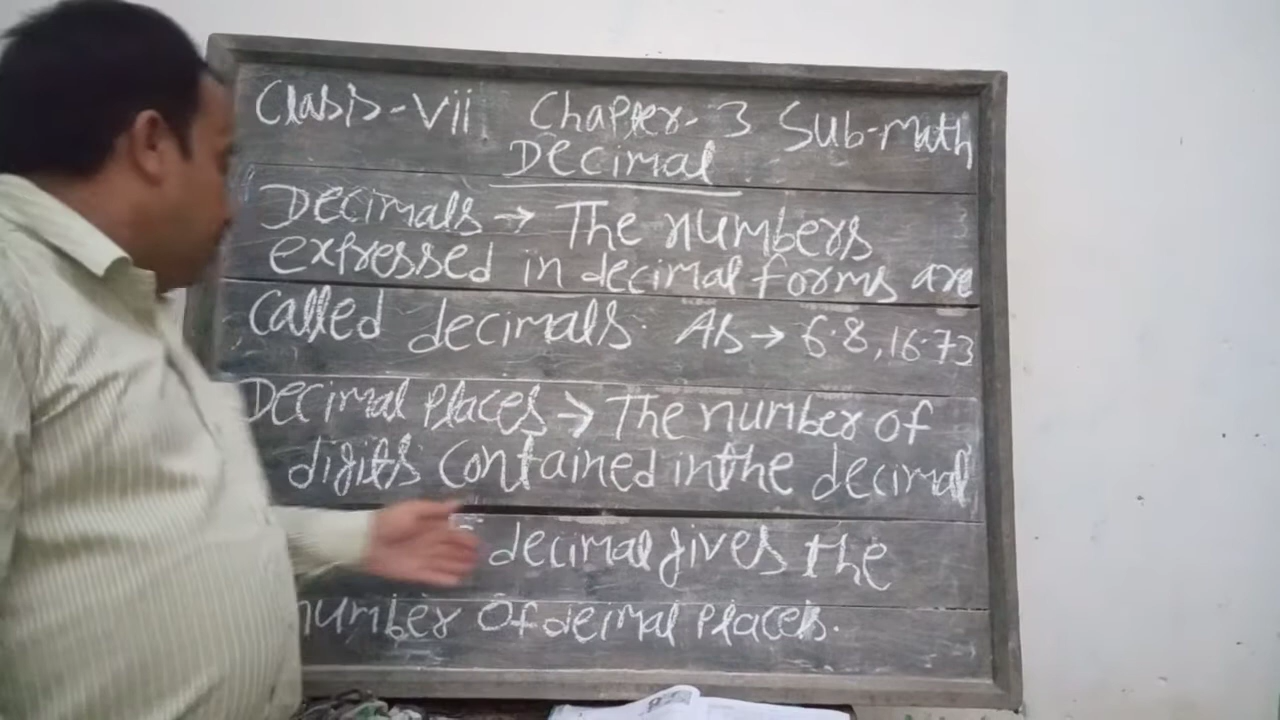 Class-Vii Chapter-3 Sub-Math
Decimal
Decimals → The numbers
expressed in decimal forms are
called decimals. As → 6.8, 16.73
Decimal Places → The number of
digits contained in the decimal
decimal gives the
number of deimal places.